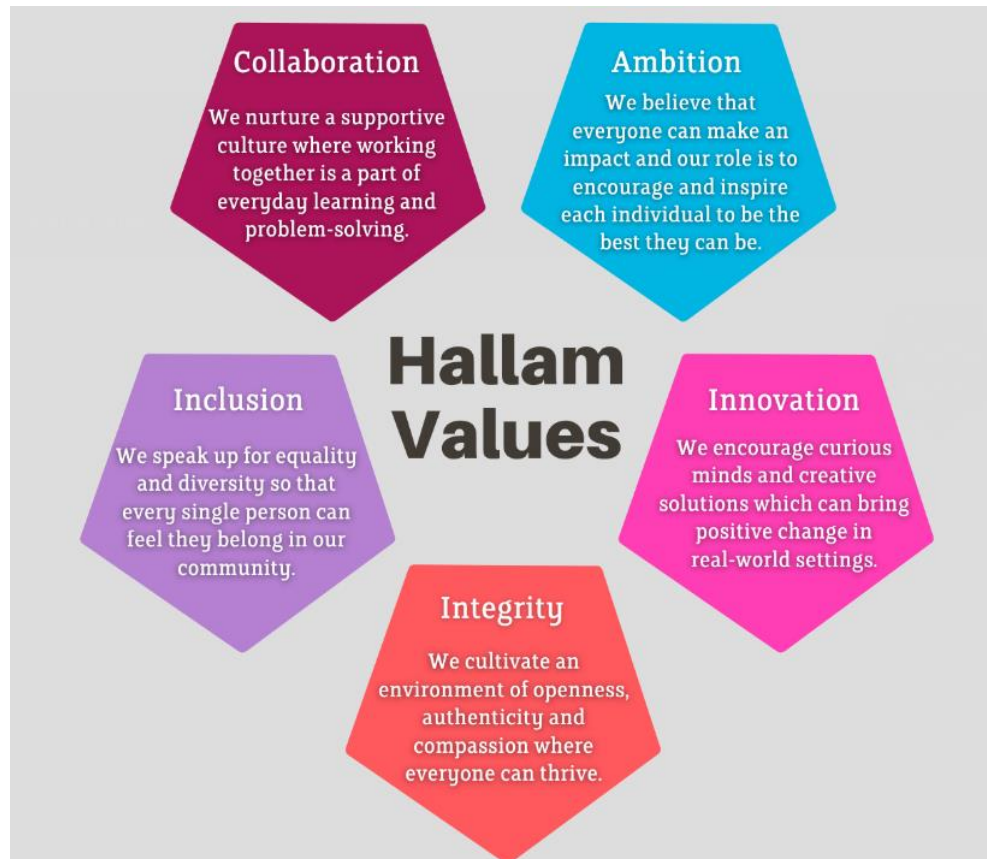 Collaboration
We nurture a supportive
culture where working
together is a part of
everyday learning and
problem-solving.
Ambition
We believe that
everyone can make an
impact and our role is to
encourage and inspire
each individual to be the
best they can be.
Hallam
Values
Inclusion
We speak up for equality
and diversity so that
every single person can
feel they belong in our
community.
Innovation
We encourage curious
minds and creative
solutions which can bring
positive change in
real-world settings.
Integrity
We cultivate an
environment of openness,
authenticity and
compassion where
everyone can thrive.